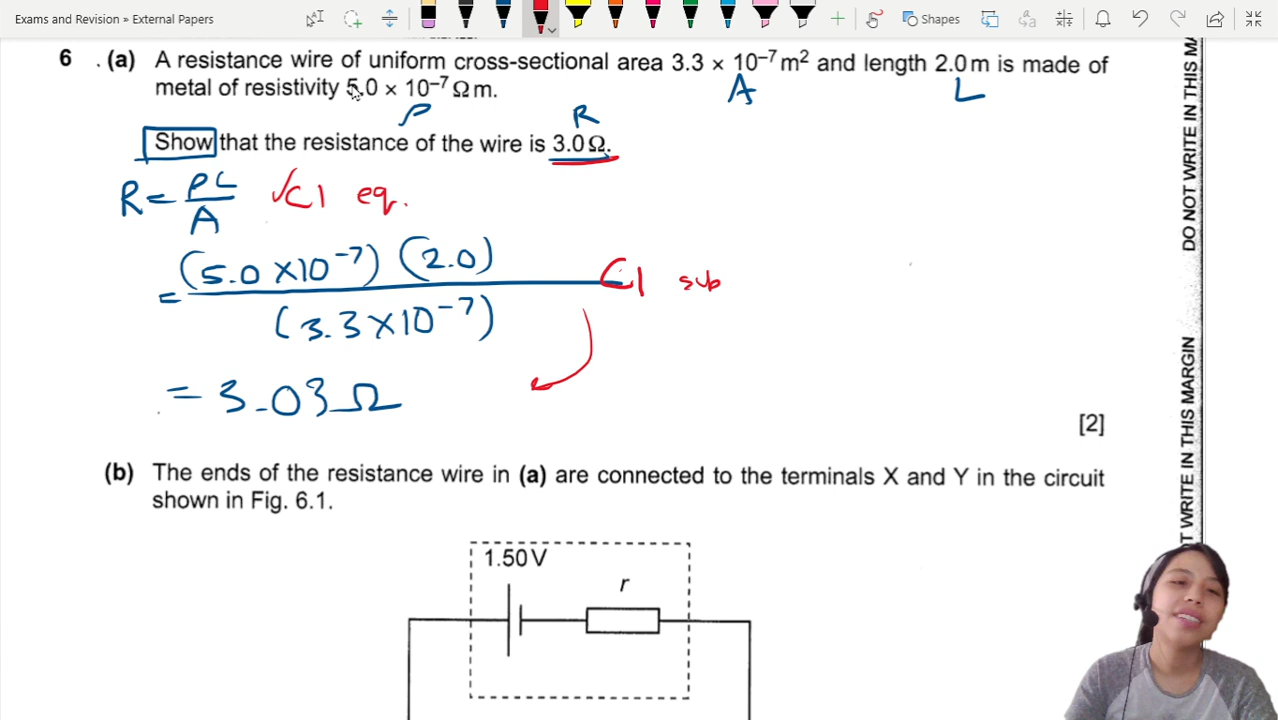 Exams and Revision » External Papers
Shapes
6 . (a) A resistance wire of uniform cross-sectional area 3.3 × 10⁻⁷ m² and length 2.0 m is made of
metal of resistivity 5.0 × 10⁻⁷ Ω m.
A
L
ρ
R
Show that the resistance of the wire is 3.0 Ω.
R = ρL / A ✓C1 eq.
= (5.0 × 10⁻⁷) (2.0) / (3.3 × 10⁻⁷) C1 sub
= 3.03 Ω
[2]
(b) The ends of the resistance wire in (a) are connected to the terminals X and Y in the circuit
shown in Fig. 6.1.
1.50 V
r
DO NOT WRITE IN THIS MA
WRITE IN THIS MARGIN